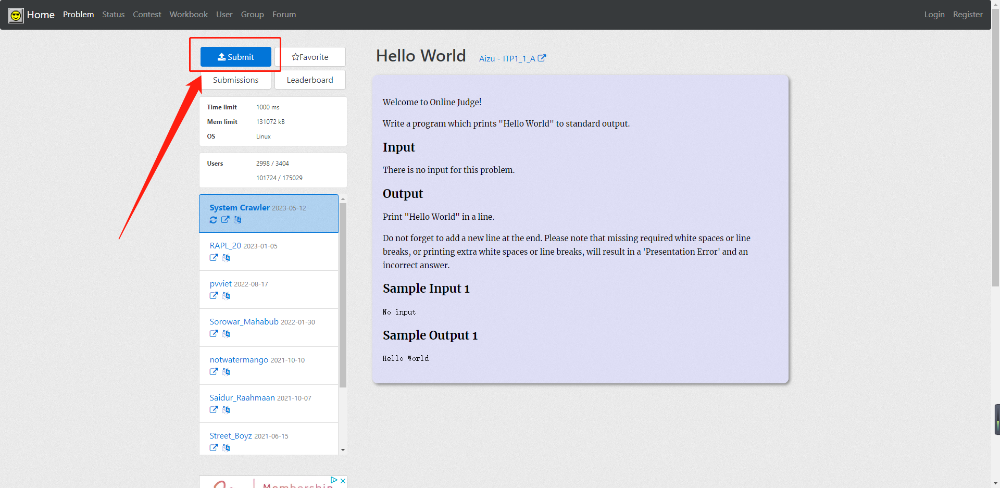 Home Problem Status Contest Workbook User Group Forum Login Register
Submit
Favorite
Submissions
Leaderboard
Time limit 1000 ms
Mem limit 131072 kB
OS Linux
Users 2998 / 3404
101724 / 175029
System Crawler 2023-05-12
RAPL_20 2023-01-05
pvviet 2022-08-17
Sorowar_Mahabub 2022-01-30
notwatermango 2021-10-10
Saidur_Raahmaan 2021-10-07
Street_Boyz 2021-06-15
Hello World Aizu - ITP1_1_A
Welcome to Online Judge!
Write a program which prints "Hello World" to standard output.
Input
There is no input for this problem.
Output
Print "Hello World" in a line.
Do not forget to add a new line at the end. Please note that missing required white spaces or line
breaks, or printing extra white spaces or line breaks, will result in a 'Presentation Error' and an
incorrect answer.
Sample Input 1
No input
Sample Output 1
Hello World
Membership